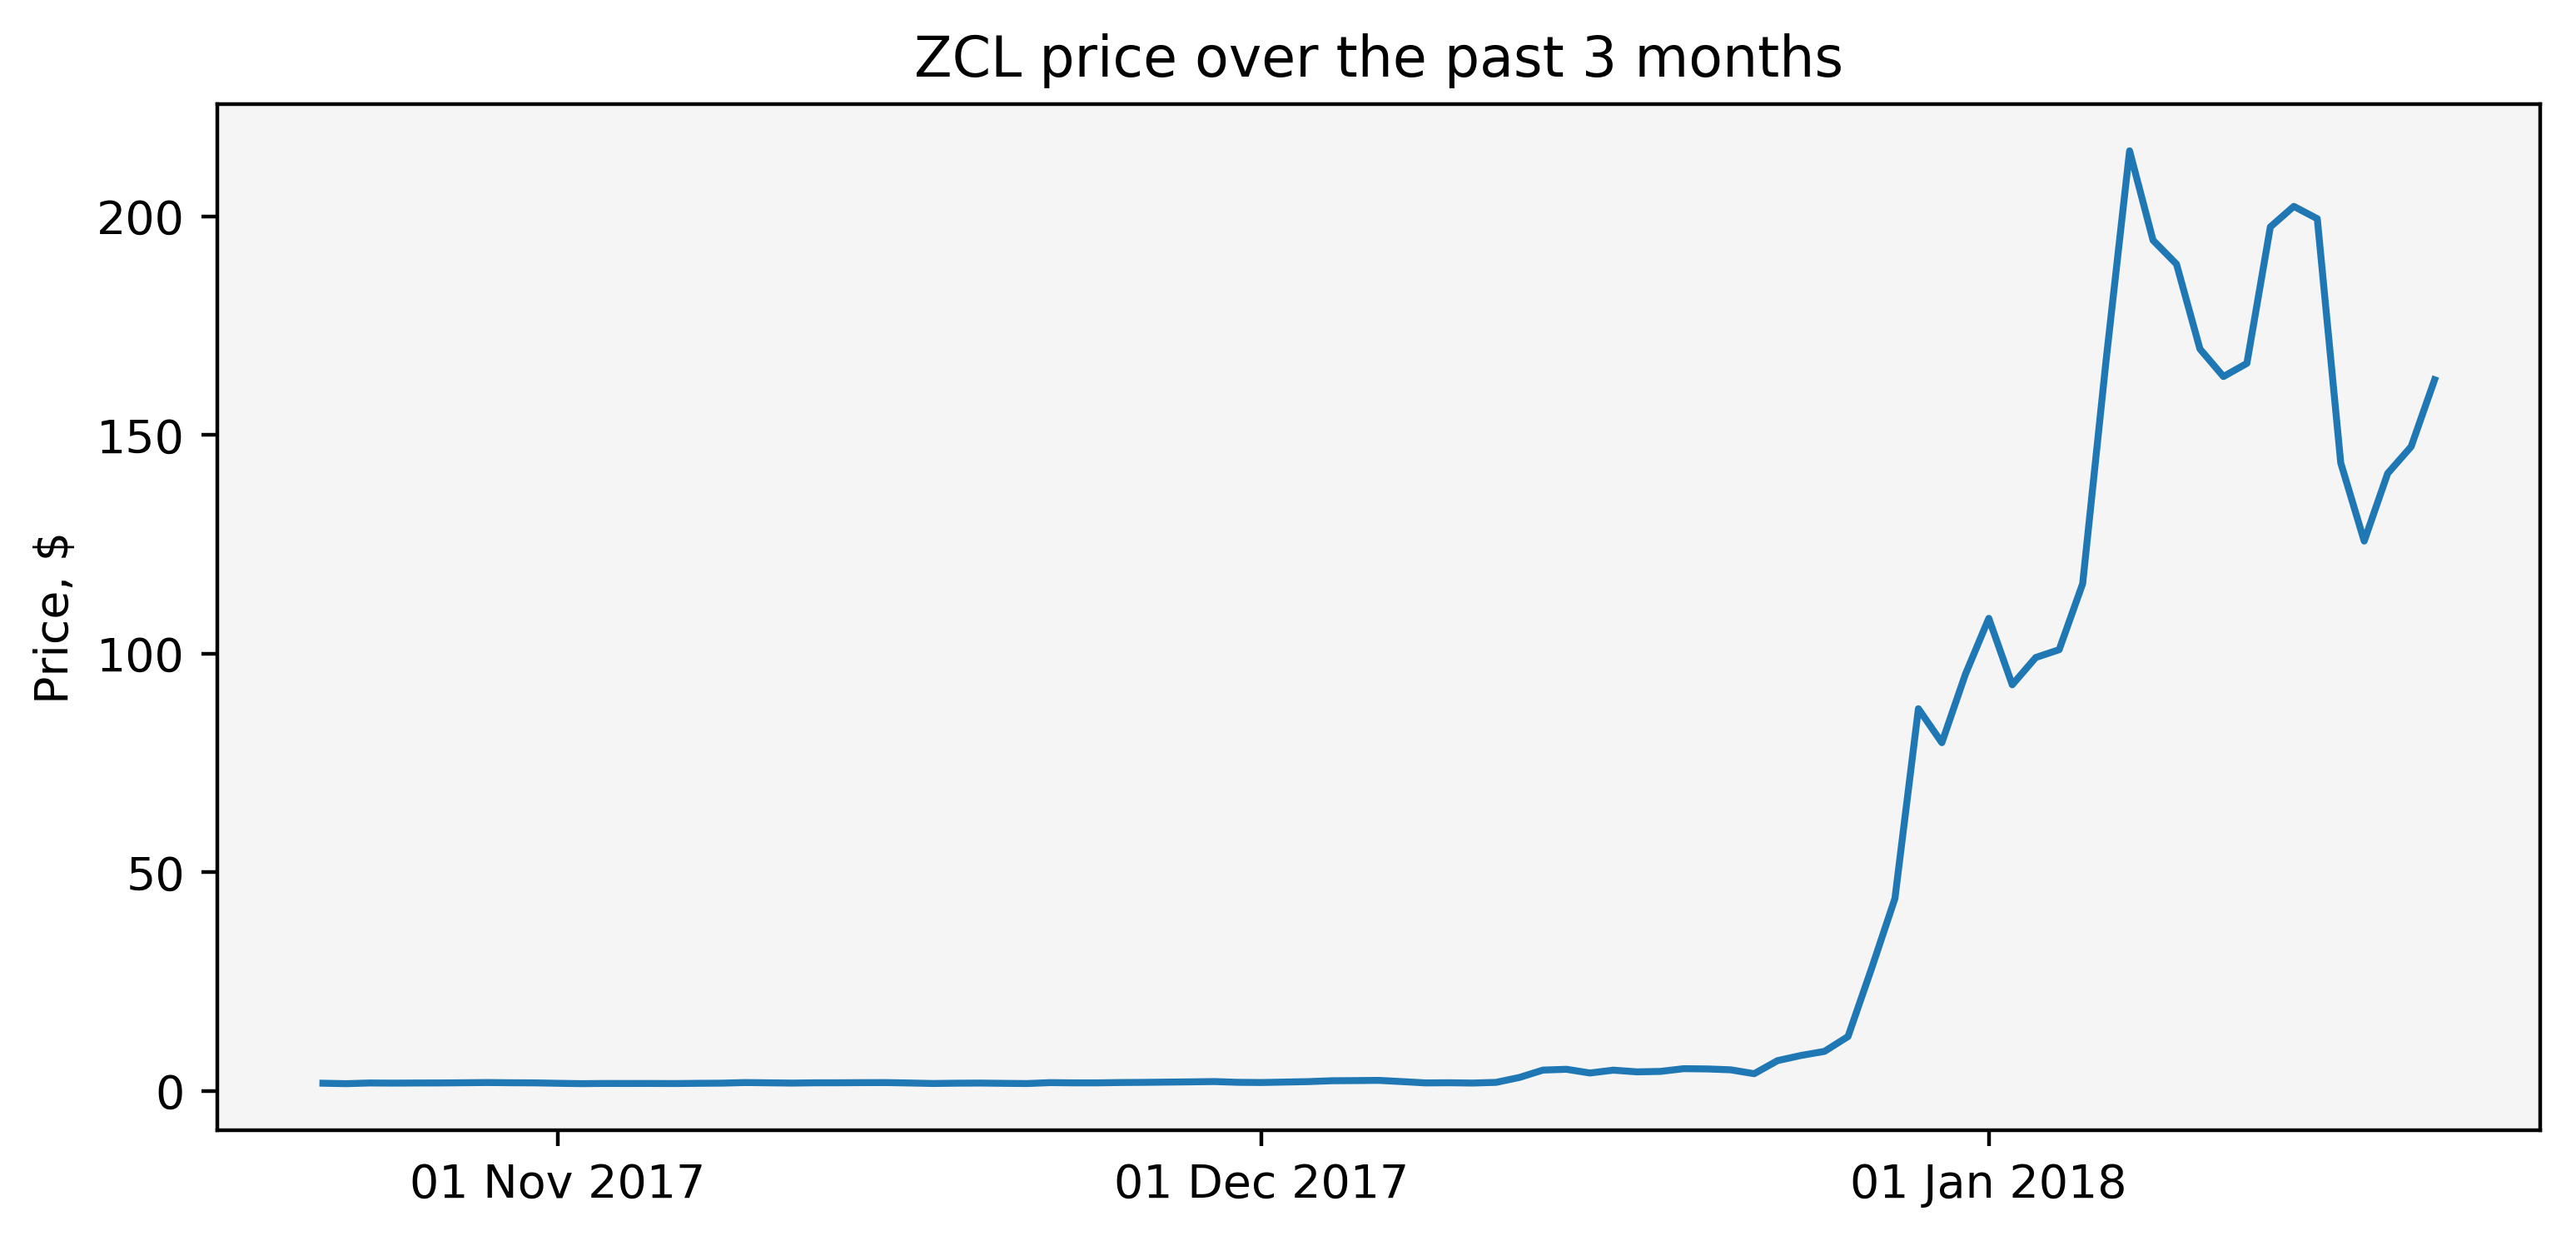 ZCL price over the past 3 months
Price, $
200
150
100
50
0
01 Nov 2017
01 Dec 2017
01 Jan 2018